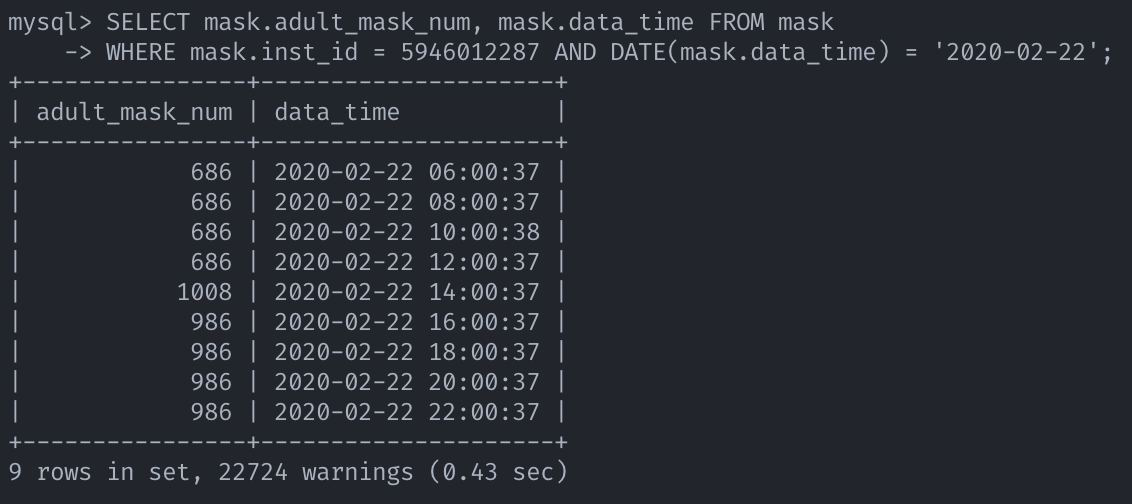 mysql> SELECT mask.adult_mask_num, mask.data_time FROM mask
    -> WHERE mask.inst_id = 5946012287 AND DATE(mask.data_time) = '2020-02-22';
+----------------+---------------------+
| adult_mask_num | data_time           |
+----------------+---------------------+
|            686 | 2020-02-22 06:00:37 |
|            686 | 2020-02-22 08:00:37 |
|            686 | 2020-02-22 10:00:38 |
|            686 | 2020-02-22 12:00:37 |
|           1008 | 2020-02-22 14:00:37 |
|            986 | 2020-02-22 16:00:37 |
|            986 | 2020-02-22 18:00:37 |
|            986 | 2020-02-22 20:00:37 |
|            986 | 2020-02-22 22:00:37 |
+----------------+---------------------+
9 rows in set, 22724 warnings (0.43 sec)